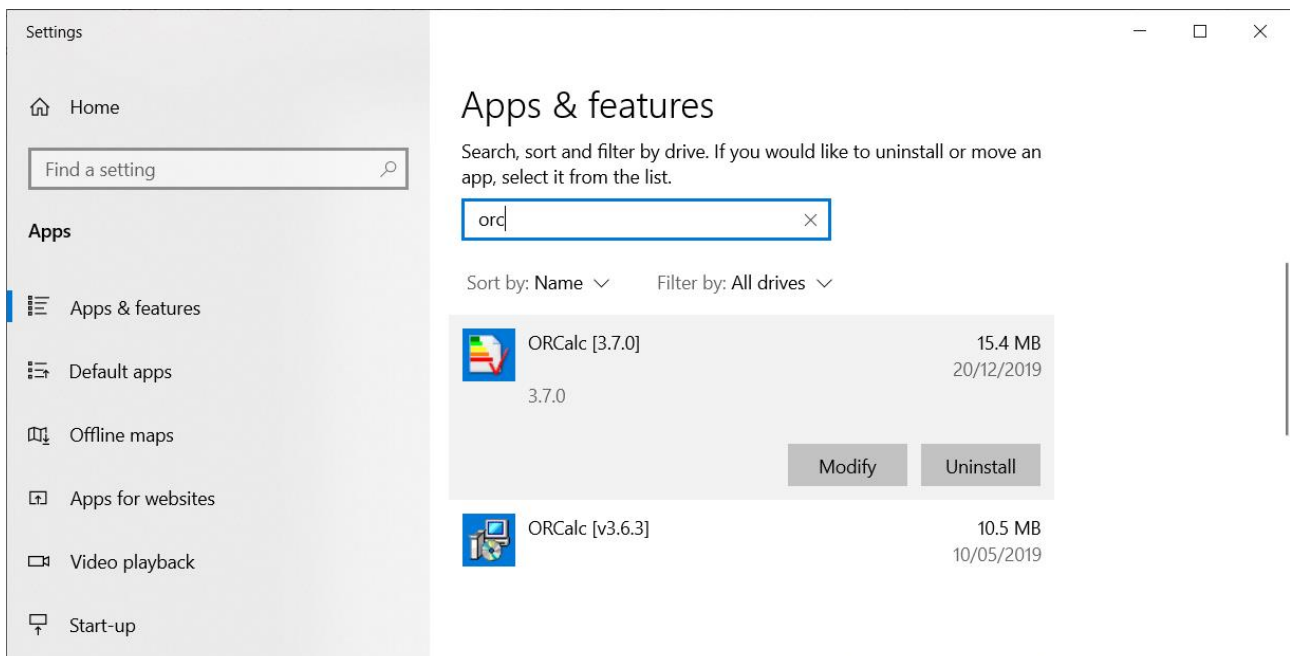 Settings
Home
Find a setting
Apps
Apps & features
Default apps
Offline maps
Apps for websites
Video playback
Start-up
Apps & features
Search, sort and filter by drive. If you would like to uninstall or move an
app, select it from the list.
orc
Sort by: Name
Filter by: All drives
ORCalc [3.7.0]
15.4 MB
20/12/2019
3.7.0
Modify
Uninstall
ORCalc [v3.6.3]
10.5 MB
10/05/2019